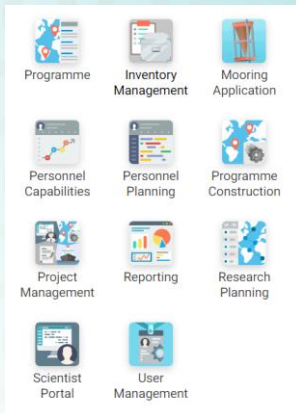 Programme
Inventory
Management
Mooring
Application
Personnel
Capabilities
Personnel
Planning
Programme
Construction
Project
Management
Reporting
Research
Planning
Scientist
Portal
User
Management